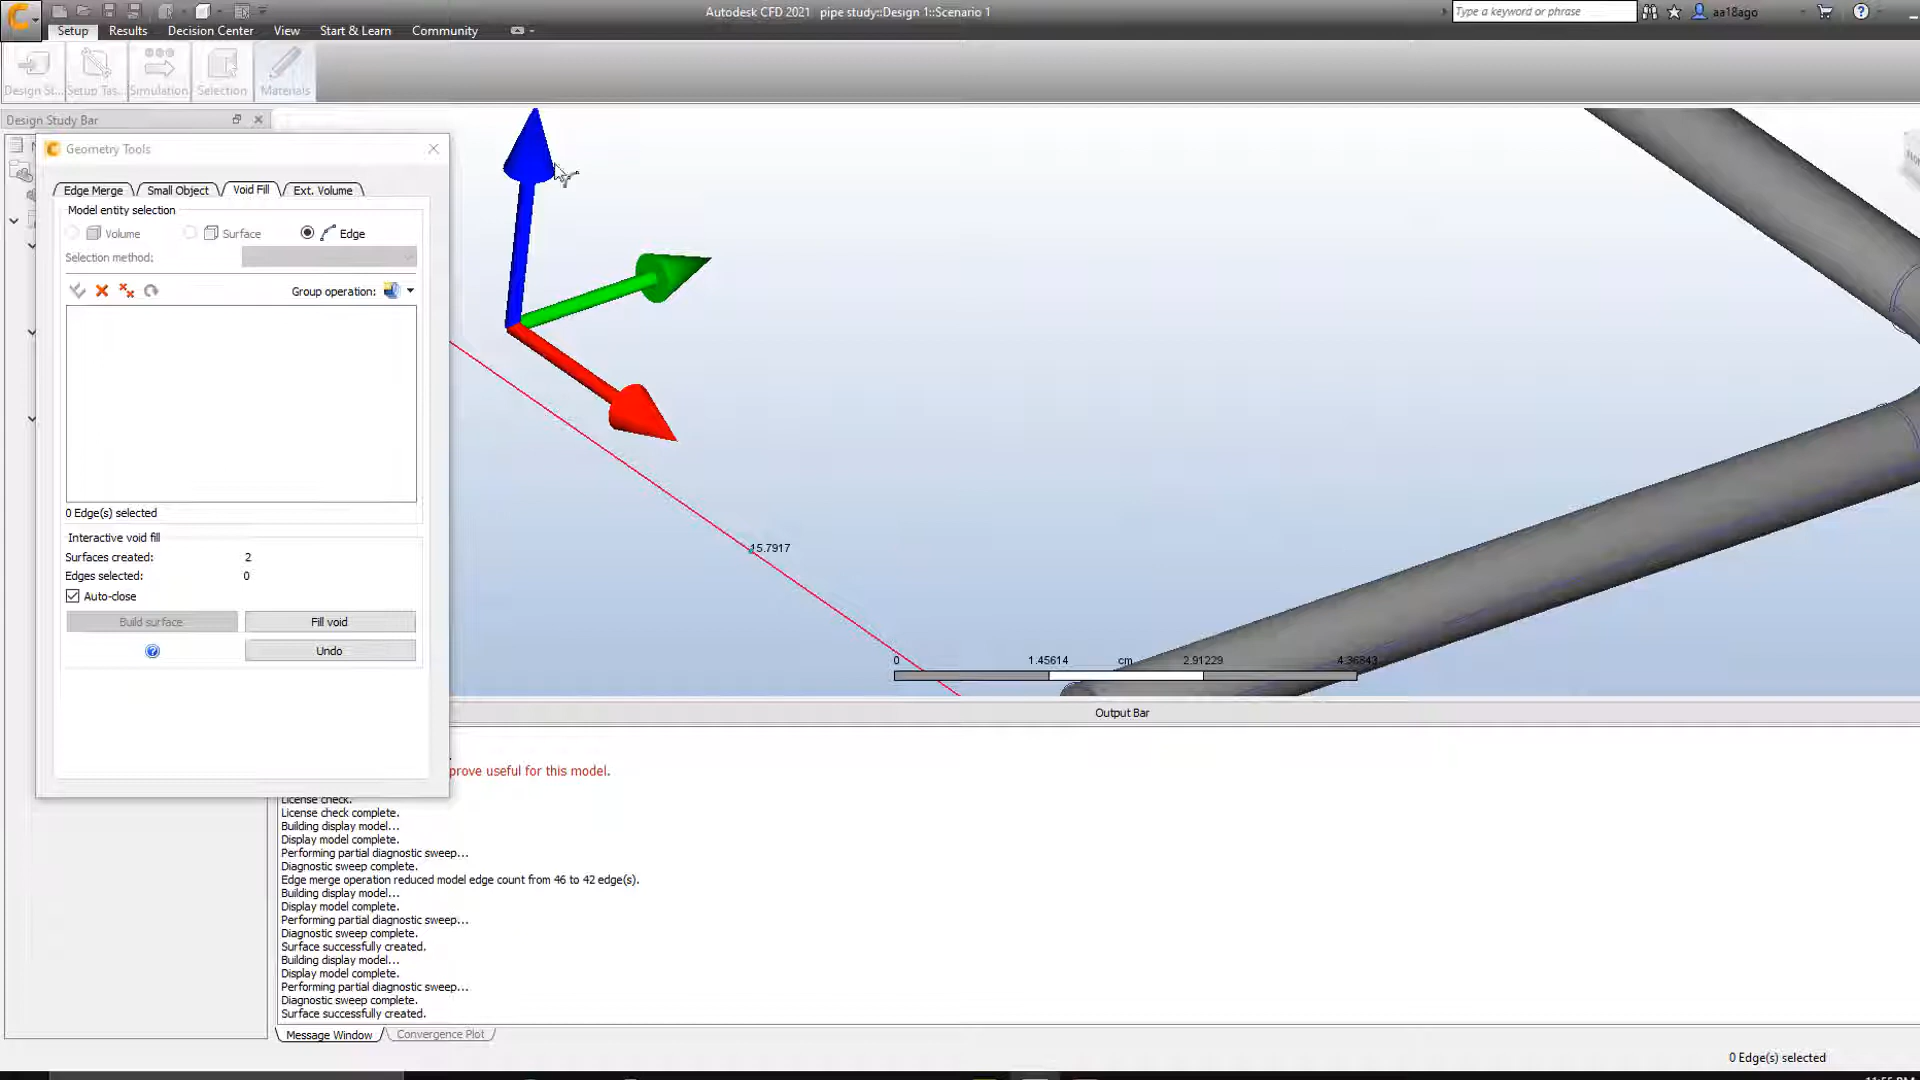 Autodesk CFD 2021 pipe study::Design 1::Scenario 1
Type a keyword or phrase
aa18ago
Setup
Results
Decision Center
View
Start & Learn
Community
Design St...
Setup Tas...
Simulation
Selection
Materials
Design Study Bar
Geometry Tools
Edge Merge
Small Object
Void Fill
Ext. Volume
Model entity selection
Volume
Surface
Edge
Selection method:
Group operation:
0 Edge(s) selected
Interactive void fill
Surfaces created: 2
Edges selected: 0
Auto-close
Build surface
Fill void
Undo
15.7917
0 1.45614 cm 2.91229 4.36843
Output Bar
prove useful for this model.
License check.
License check complete.
Building display model...
Display model complete.
Performing partial diagnostic sweep...
Diagnostic sweep complete.
Edge merge operation reduced model edge count from 46 to 42 edge(s).
Building display model...
Display model complete.
Performing partial diagnostic sweep...
Diagnostic sweep complete.
Surface successfully created.
Building display model...
Display model complete.
Performing partial diagnostic sweep...
Diagnostic sweep complete.
Surface successfully created.
Message Window
Convergence Plot
0 Edge(s) selected